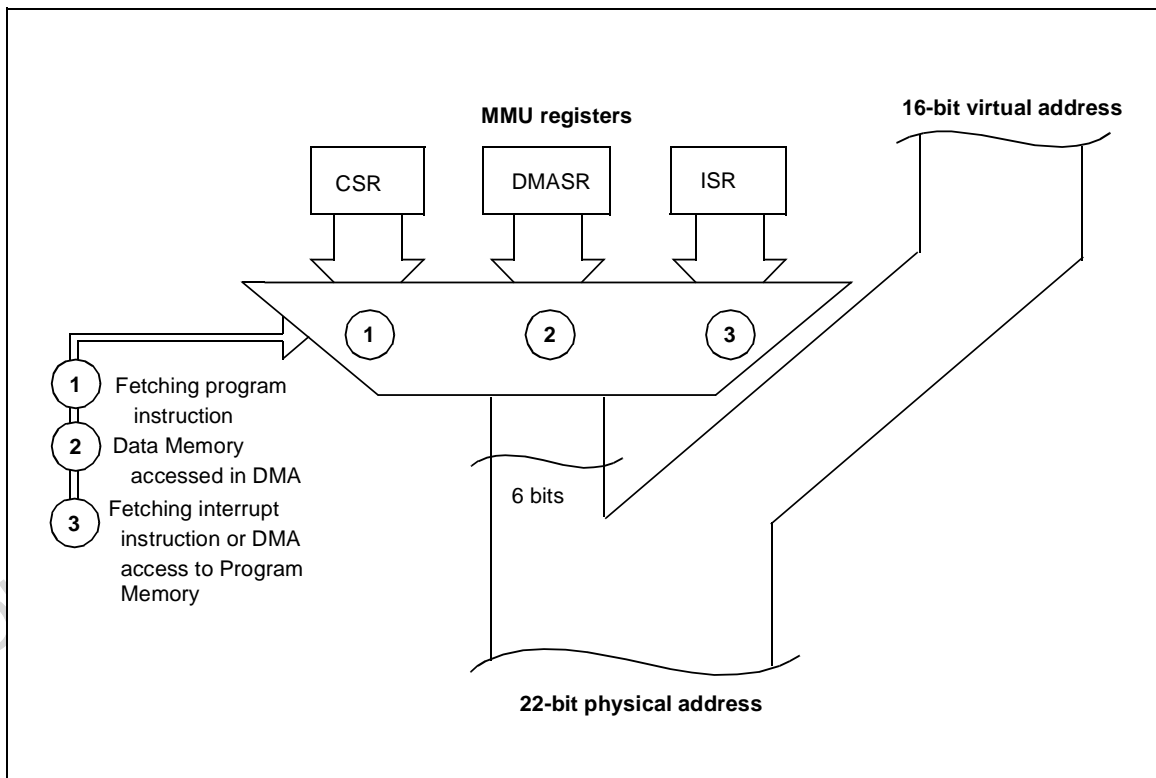 16-bit virtual address
MMU registers
CSR
DMASR
ISR
1
2
3
1
Fetching program
instruction
2
Data Memory
accessed in DMA
3
Fetching interrupt
instruction or DMA
access to Program
Memory
6 bits
22-bit physical address